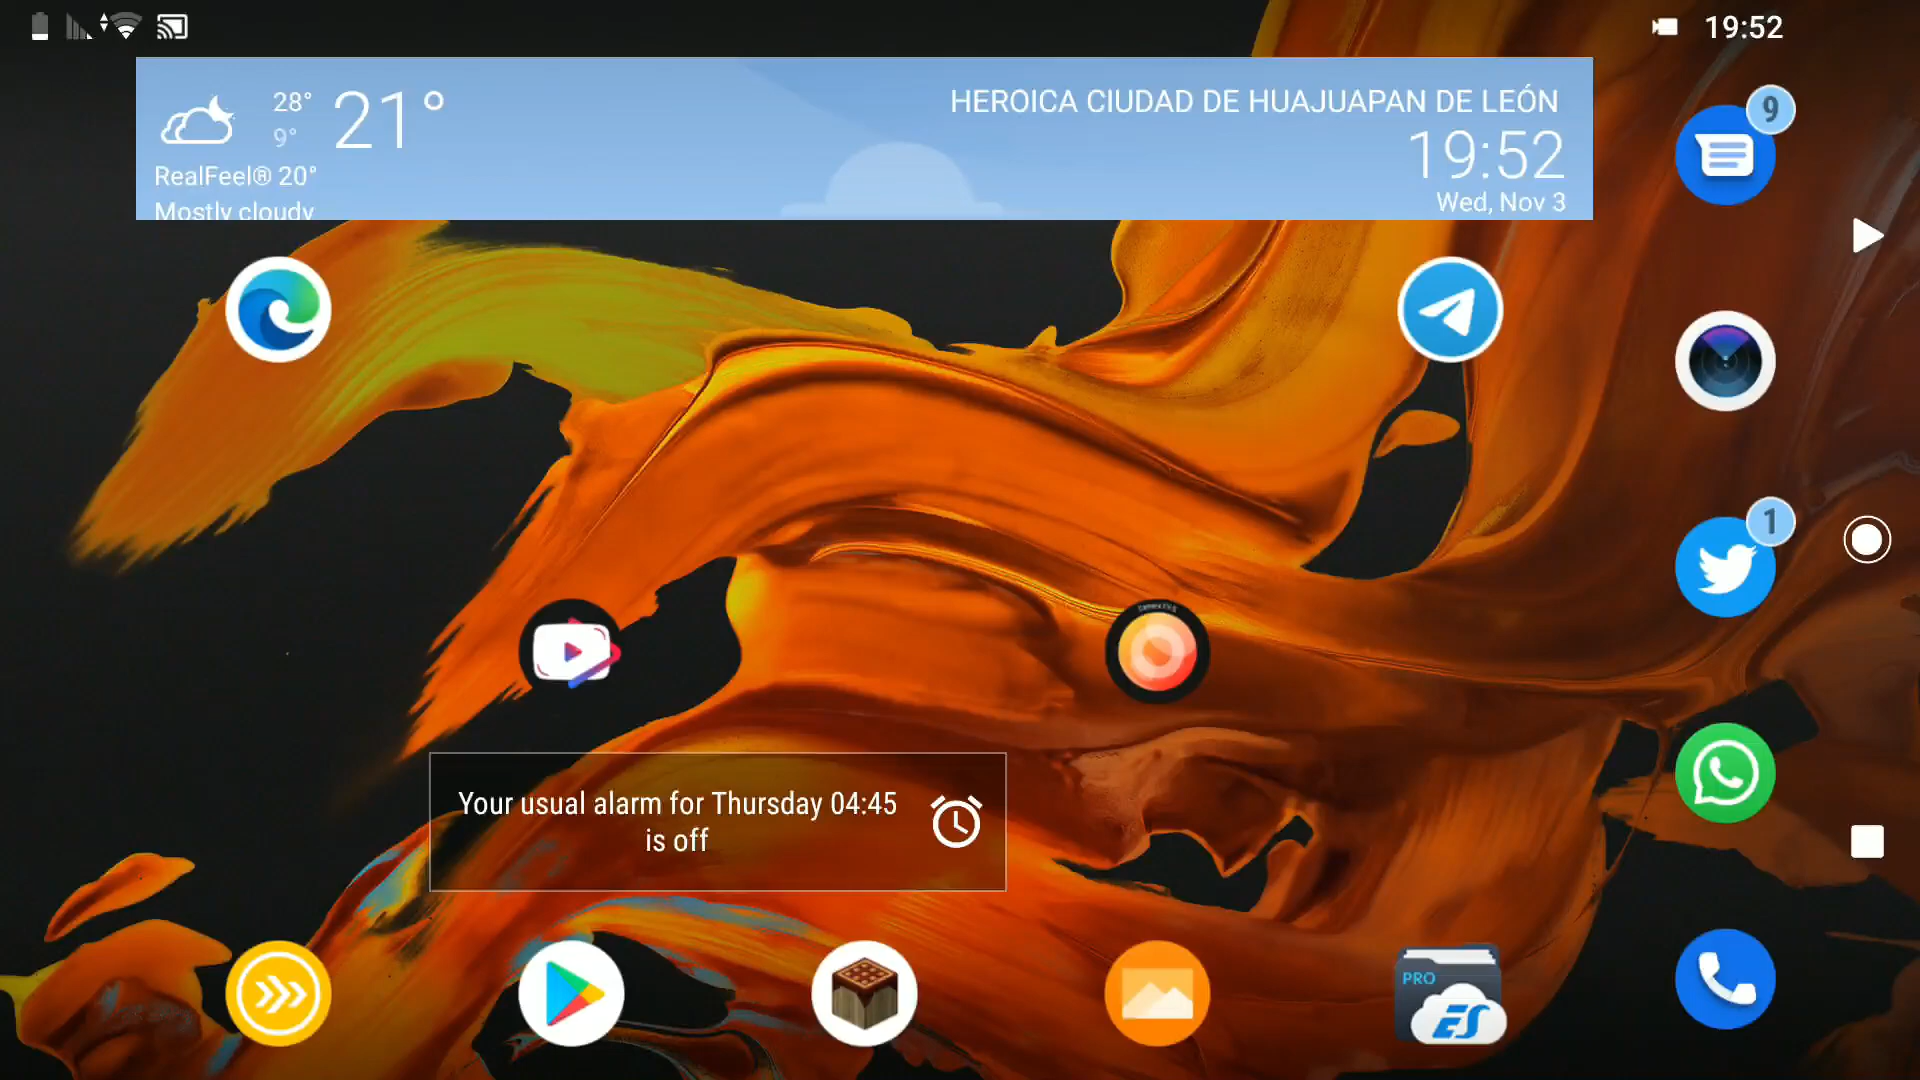 19:52
28°
9°
21°
RealFeel® 20°
Mostly cloudy
HEROICA CIUDAD DE HUAJUAPAN DE LEÓN
19:52
Wed, Nov 3
9
1
Your usual alarm for Thursday 04:45
is off
PRO
ES